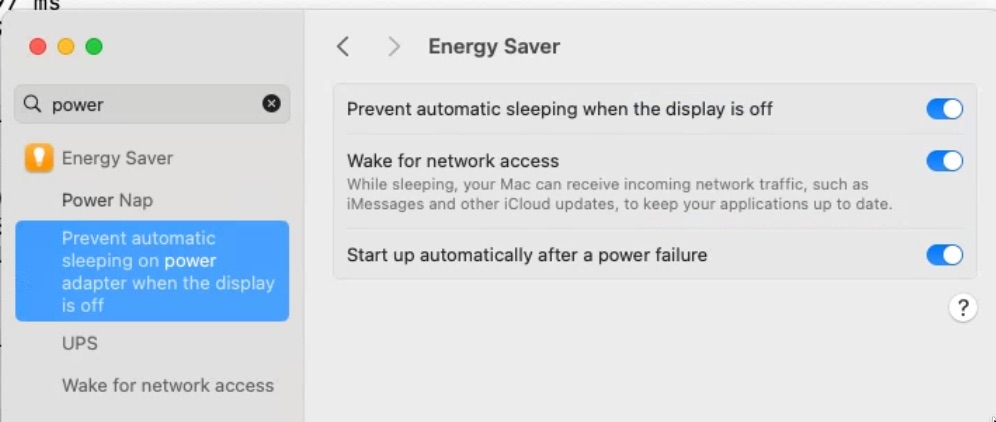 ms
Energy Saver
power
Prevent automatic sleeping when the display is off
Energy Saver
Wake for network access
Power Nap
While sleeping, your Mac can receive incoming network traffic, such as
iMessages and other iCloud updates, to keep your applications up to date.
Prevent automatic
sleeping on power
adapter when the display
is off
Start up automatically after a power failure
?
UPS
Wake for network access